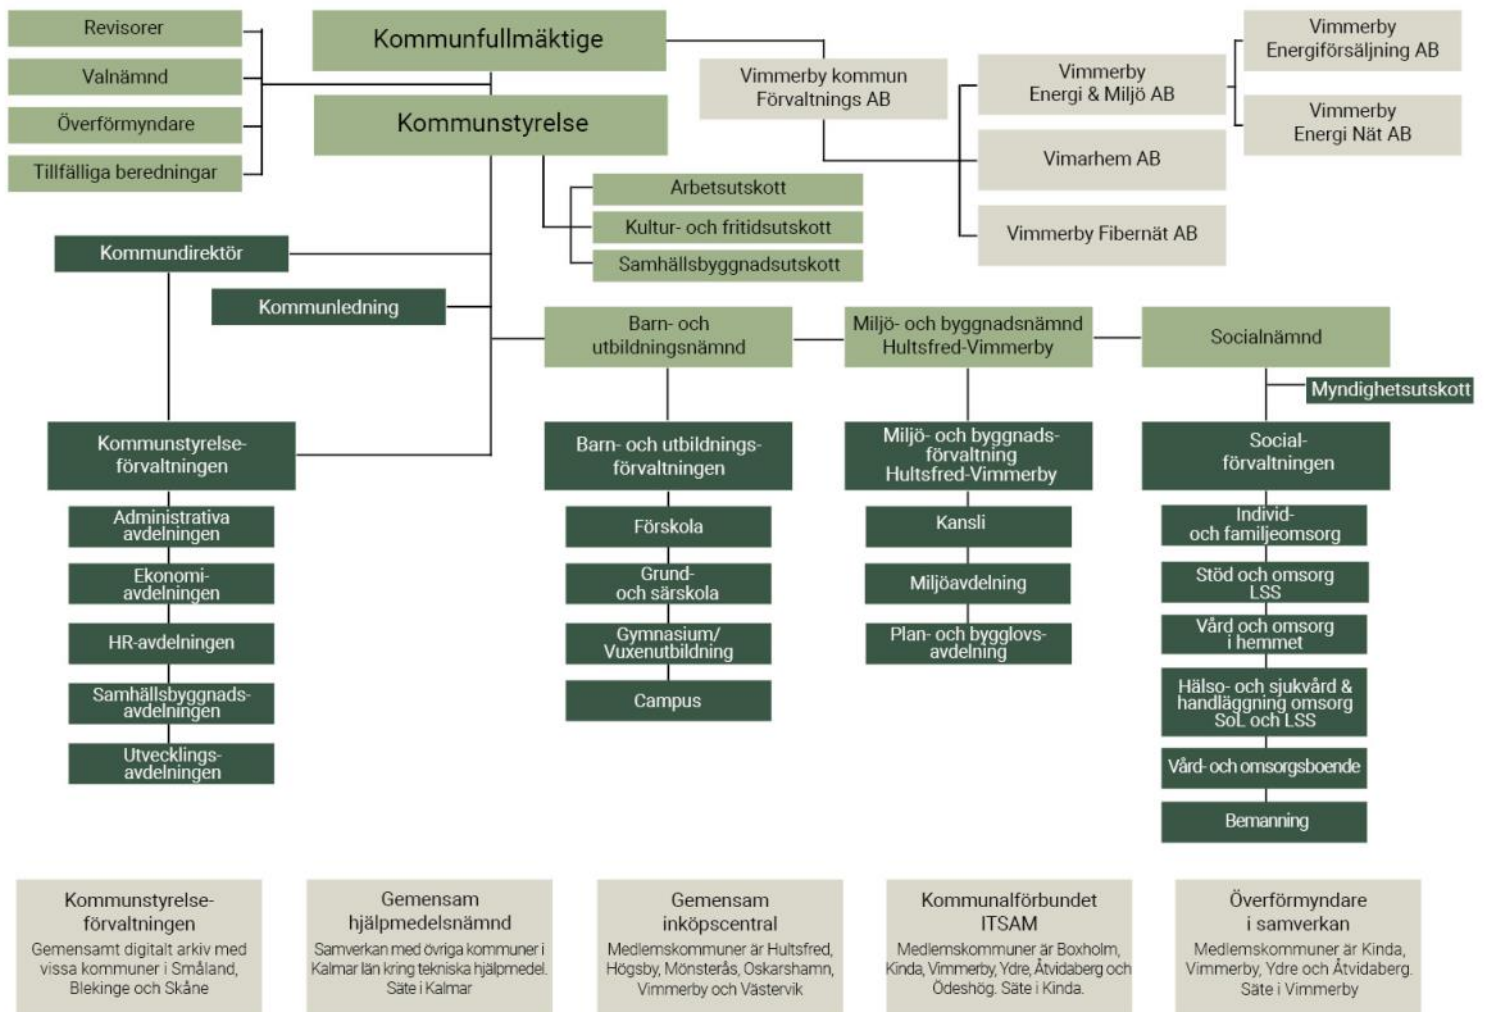 Revisorer
Valnämnd
Överförmyndare
Tillfälliga beredningar
Kommunfullmäktige
Kommunstyrelse
Vimmerby kommun
Förvaltnings AB
Vimmerby
Energi & Miljö AB
Vimarhem AB
Vimmerby Fibernät AB
Vimmerby
Energiförsäljning AB
Vimmerby
Energi Nät AB
Arbetsutskott
Kultur- och fritidsutskott
Samhällsbyggnadsutskott
Kommundirektör
Kommunledning
Barn- och
utbildningsnämnd
Miljö- och byggnadsnämnd
Hultsfred-Vimmerby
Socialnämnd
Myndighetsutskott
Kommunstyrelse-
förvaltningen
Administrativa
avdelningen
Ekonomi-
avdelningen
HR-avdelningen
Samhällsbyggnads-
avdelningen
Utvecklings-
avdelningen
Barn- och utbildnings-
förvaltningen
Förskola
Grund-
och särskola
Gymnasium/
Vuxenutbildning
Campus
Miljö- och byggnads-
förvaltning
Hultsfred-Vimmerby
Kansli
Miljöavdelning
Plan- och bygglovs-
avdelning
Social-
förvaltningen
Individ-
och familjeomsorg
Stöd och omsorg
LSS
Vård och omsorg
i hemmet
Hälso- och sjukvård &
handläggning omsorg
SoL och LSS
Vård- och omsorgsboende
Bemanning
Kommunstyrelse-
förvaltningen
Gemensamt digitalt arkiv med
vissa kommuner i Småland,
Blekinge och Skåne
Gemensam
hjälpmedelsnämnd
Samverkan med övriga kommuner i
Kalmar län kring tekniska hjälpmedel.
Säte i Kalmar
Gemensam
inköpscentral
Medlemskommuner är Hultsfred,
Högsby, Mönsterås, Oskarshamn,
Vimmerby och Västervik
Kommunalförbundet
ITSAM
Medlemskommuner är Boxholm,
Kinda, Vimmerby, Ydre, Åtvidaberg och
Ödeshög. Säte i Kinda.
Överförmyndare
i samverkan
Medlemskommuner är Kinda,
Vimmerby, Ydre och Åtvidaberg.
Säte i Vimmerby